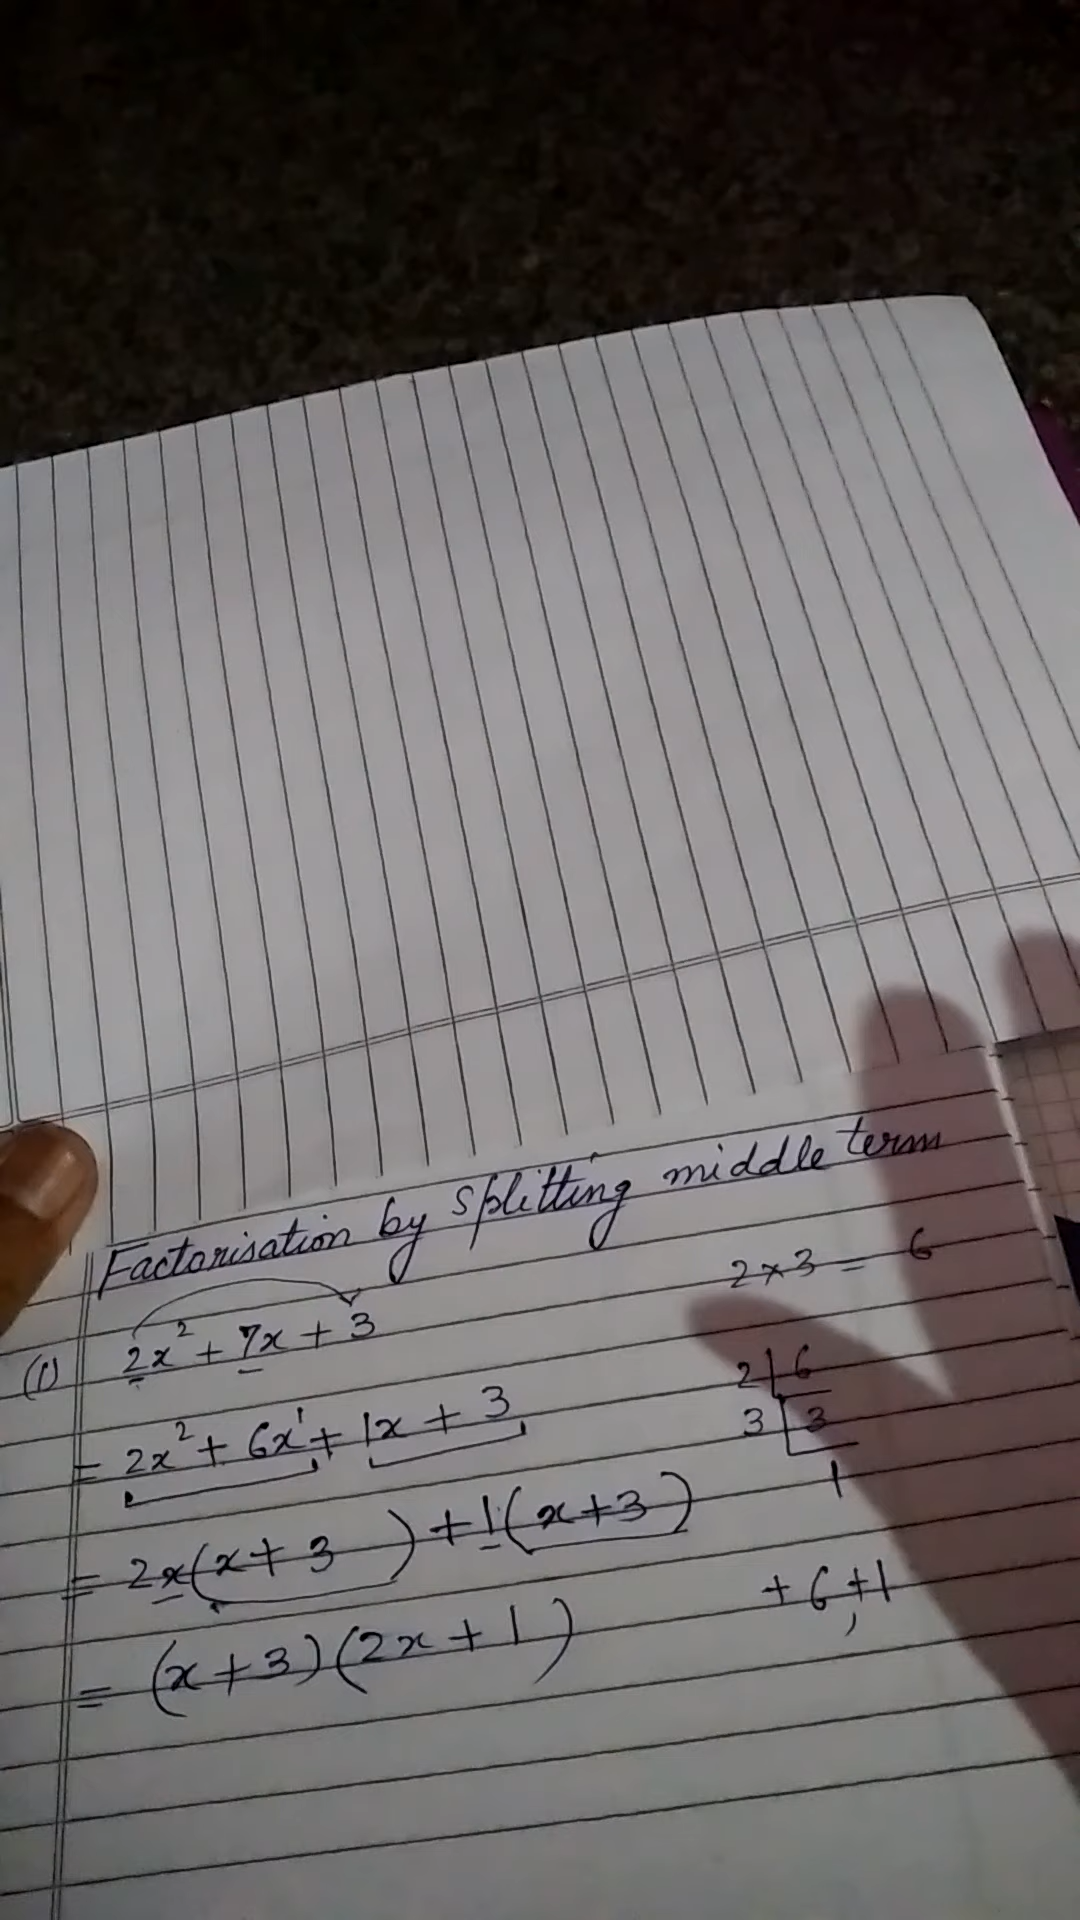 Factorisation by splitting middle term
2×3 = 6
(1) 2x² + 7x + 3
2 | 6
3 | 3
1
= 2x² + 6x¹ + 1x + 3
= 2x(x+3) + 1(x+3)
+6, +1
= (x+3)(2x+1)